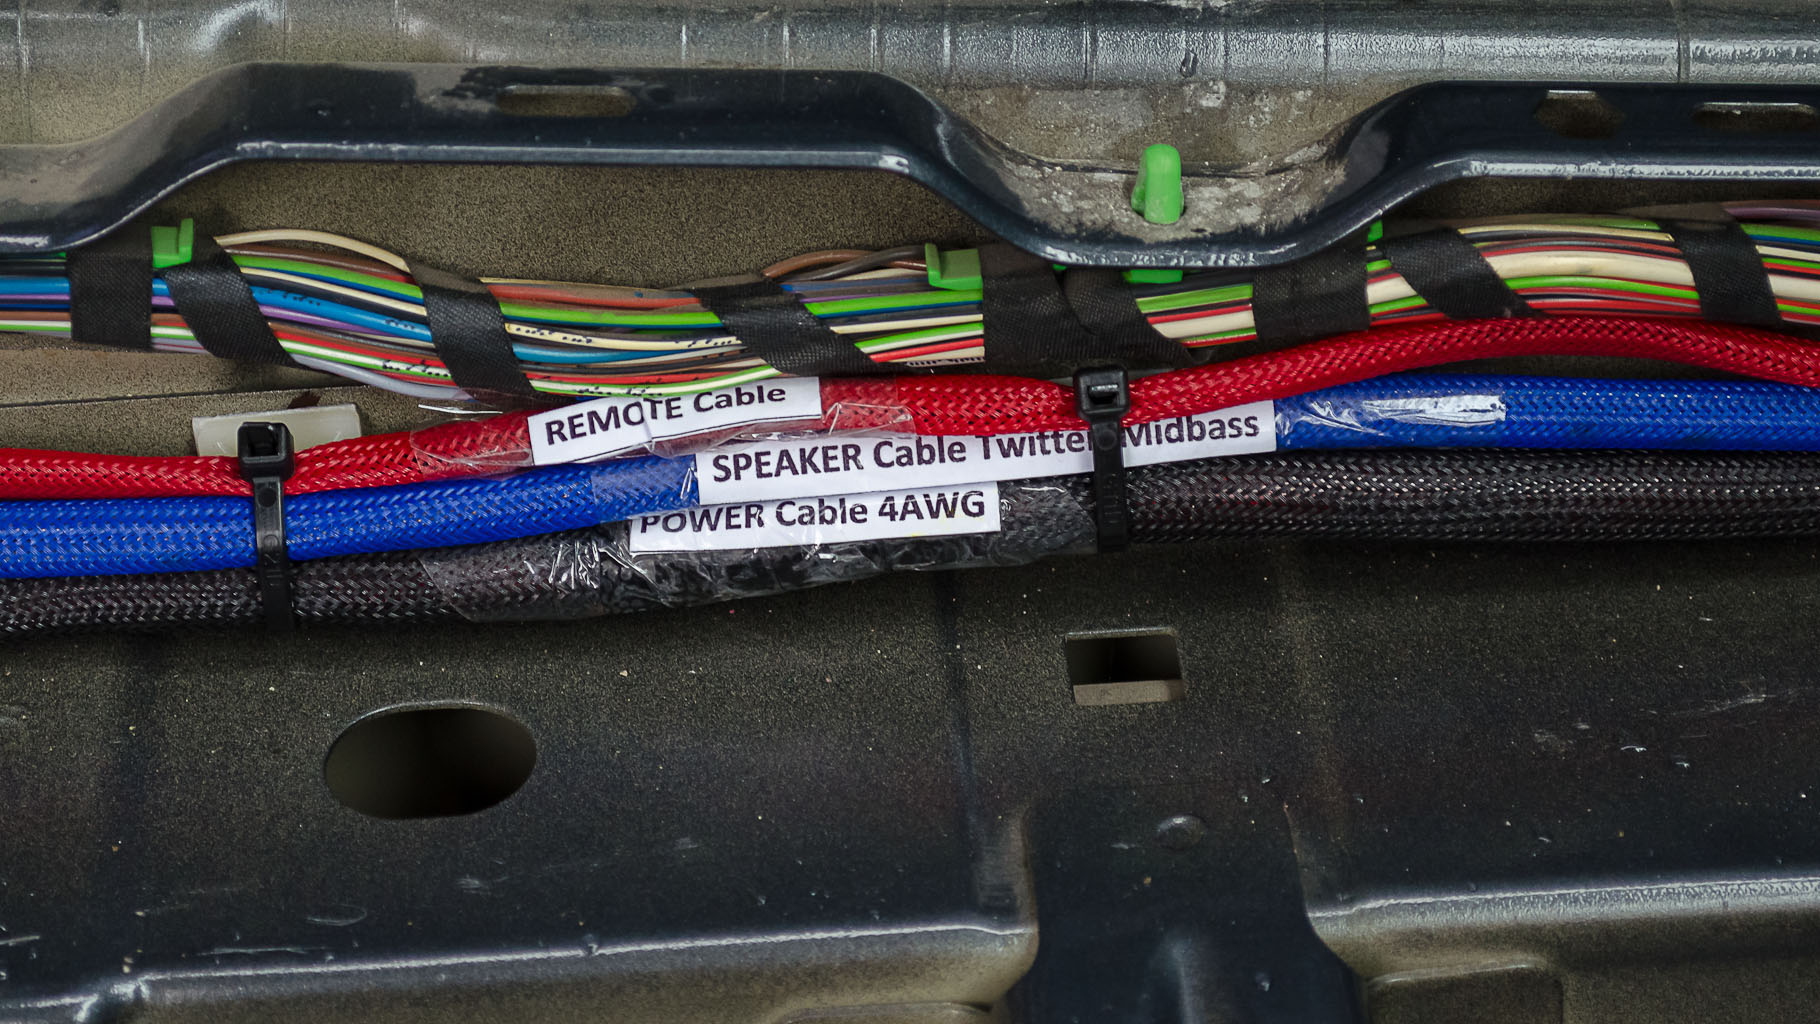 REMOTE Cable
SPEAKER Cable Twitter Midbass
POWER Cable 4AWG